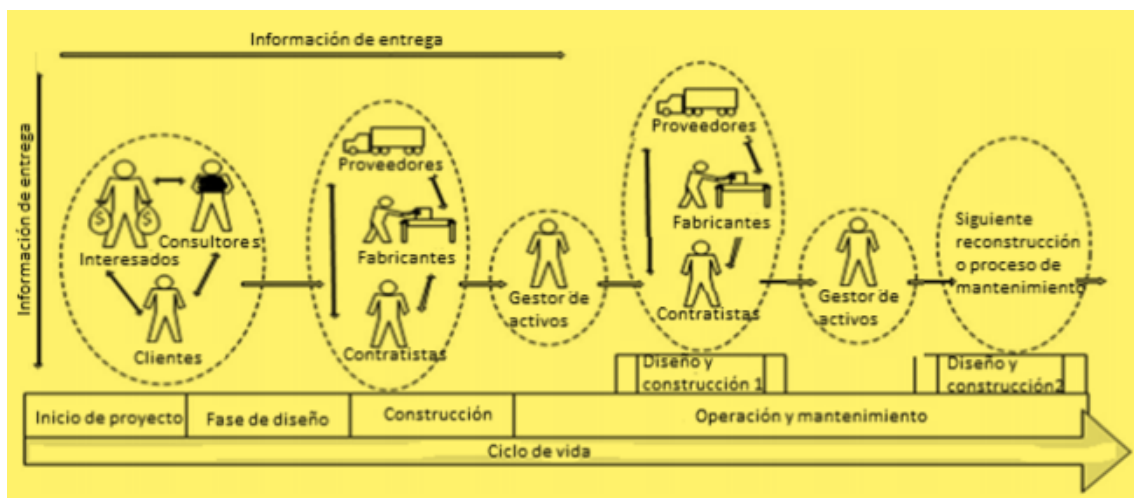 Información de entrega
Información de entrega
Interesados
Consultores
Clientes
Proveedores
Fabricantes
Contratistas
Gestor de
activos
Proveedores
Fabricantes
Contratistas
Gestor de
activos
Siguiente
reconstrucción
o proceso de
mantenimiento
Diseño y
construcción 1
Diseño y
construcción2
Inicio de proyecto
Fase de diseño
Construcción
Operación y mantenimiento
Ciclo de vida
$ $